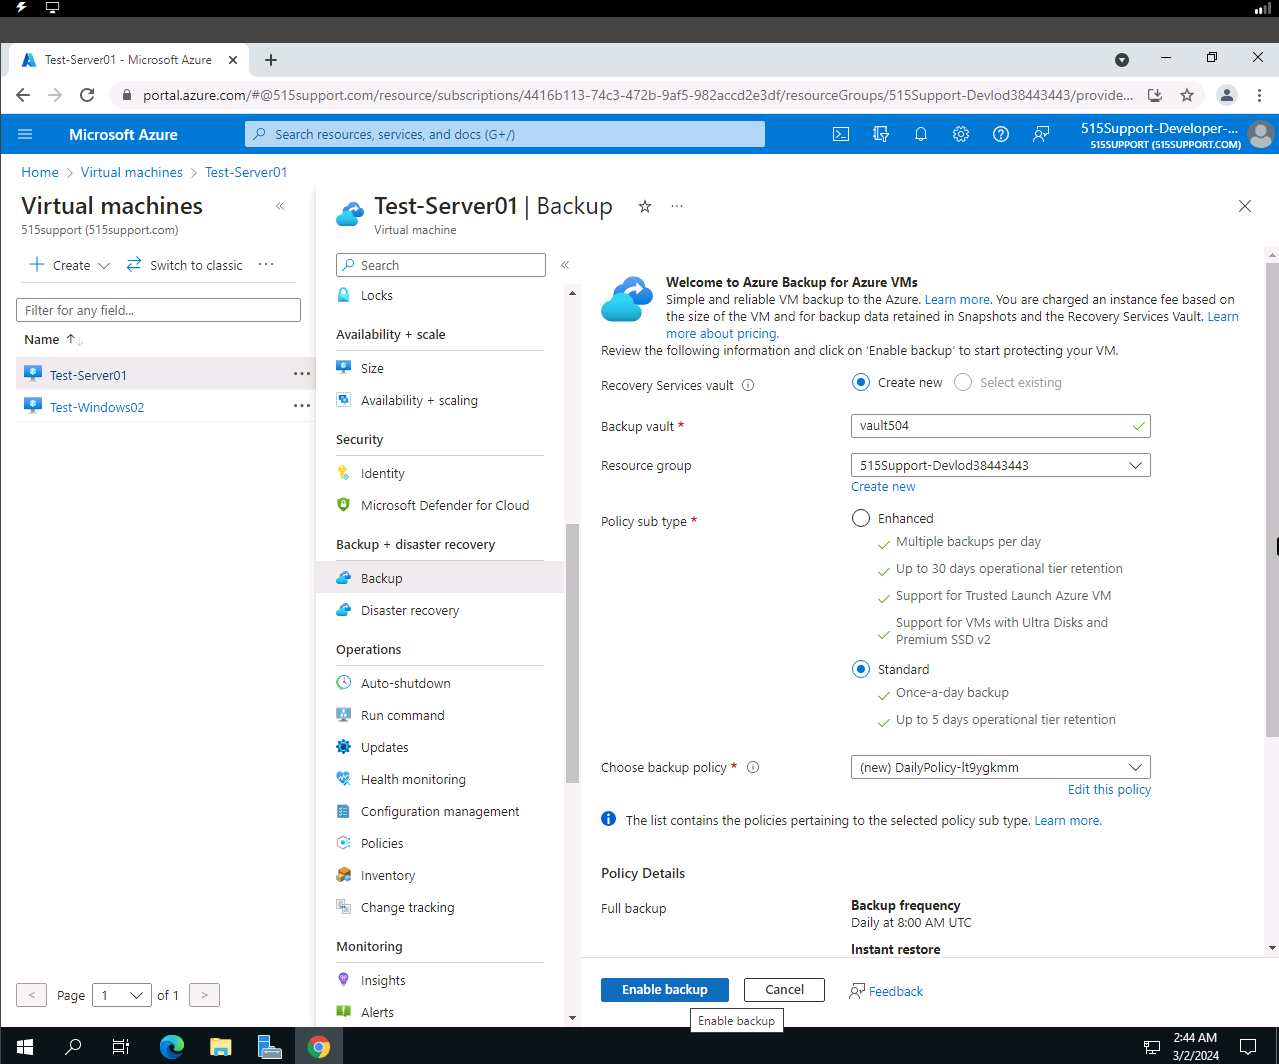 Test-Server01 - Microsoft Azure
portal.azure.com/#@515support.com/resource/subscriptions/4416b113-74c3-472b-9af5-982accd2e3df/resourceGroups/515Support-Devlod38443443/provide...
Microsoft Azure
Search resources, services, and docs (G+/)
515Support-Developer-...
515SUPPORT (515SUPPORT.COM)
Home > Virtual machines > Test-Server01
Virtual machines
515support (515support.com)
Create
Switch to classic
Filter for any field...
Name
Test-Server01
Test-Windows02
< Page 1 of 1 >
Test-Server01 | Backup
Virtual machine
Search
Locks
Availability + scale
Size
Availability + scaling
Security
Identity
Microsoft Defender for Cloud
Backup + disaster recovery
Backup
Disaster recovery
Operations
Auto-shutdown
Run command
Updates
Health monitoring
Configuration management
Policies
Inventory
Change tracking
Monitoring
Insights
Alerts
Welcome to Azure Backup for Azure VMs
Simple and reliable VM backup to the Azure. Learn more. You are charged an instance fee based on
the size of the VM and for backup data retained in Snapshots and the Recovery Services Vault. Learn
more about pricing.
Review the following information and click on 'Enable backup' to start protecting your VM.
Recovery Services vault
Create new
Select existing
Backup vault *
vault504
Resource group
515Support-Devlod38443443
Create new
Policy sub type *
Enhanced
Multiple backups per day
Up to 30 days operational tier retention
Support for Trusted Launch Azure VM
Support for VMs with Ultra Disks and
Premium SSD v2
Standard
Once-a-day backup
Up to 5 days operational tier retention
Choose backup policy *
(new) DailyPolicy-lt9ygkmm
Edit this policy
The list contains the policies pertaining to the selected policy sub type. Learn more.
Policy Details
Full backup
Backup frequency
Daily at 8:00 AM UTC
Instant restore
Enable backup
Cancel
Feedback
Enable backup
2:44 AM
3/2/2024